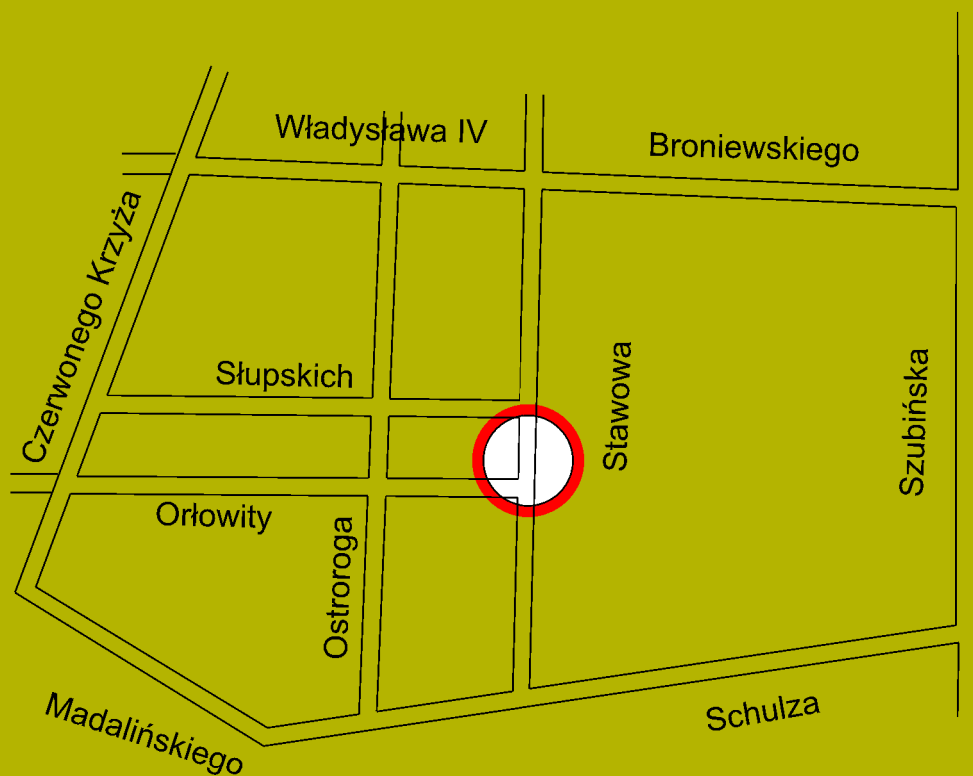 Władysława IV
Broniewskiego
Czerwonego Krzyża
Słupskich
Stawowa
Szubińska
Orłowity
Ostroroga
Madalińskiego
Schulza